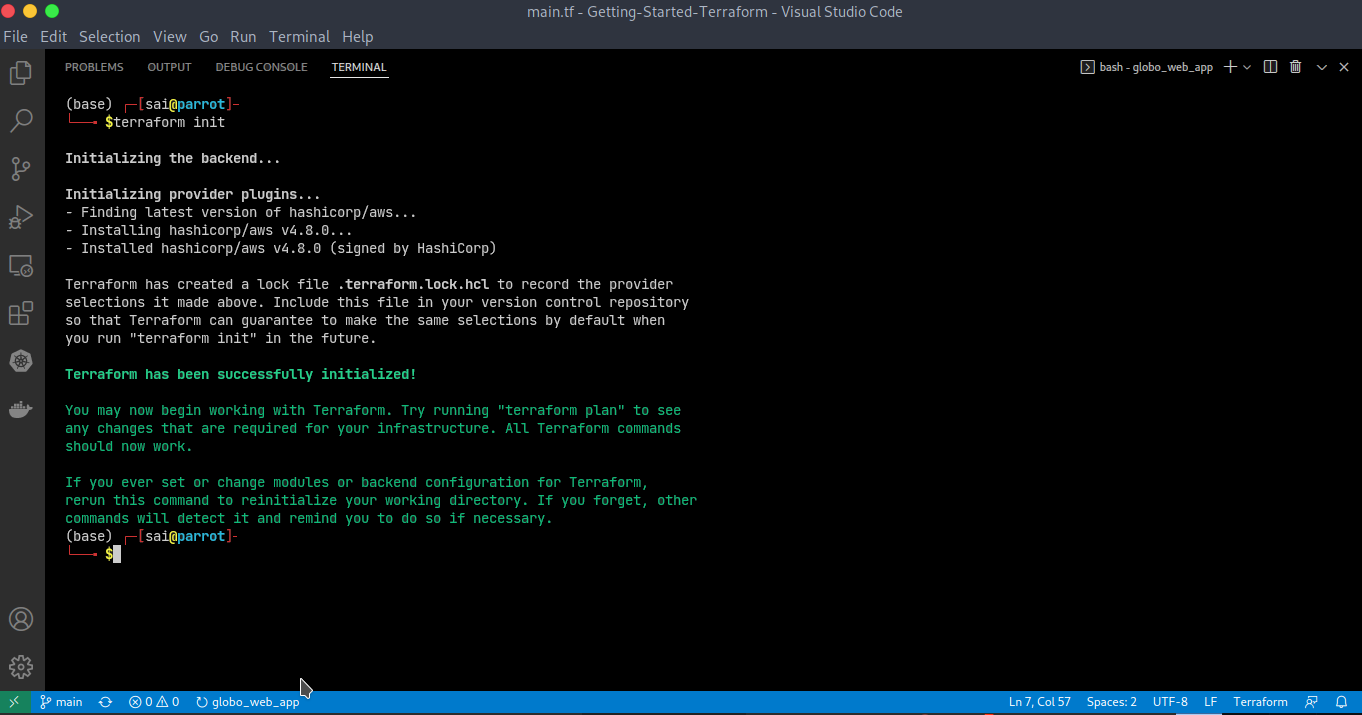 main.tf - Getting-Started-Terraform - Visual Studio Code
File Edit Selection View Go Run Terminal Help
PROBLEMS OUTPUT DEBUG CONSOLE TERMINAL
bash - globo_web_app
(base) ┌─[sai@parrot]-
└──╼ $terraform init
Initializing the backend...
Initializing provider plugins...
- Finding latest version of hashicorp/aws...
- Installing hashicorp/aws v4.8.0...
- Installed hashicorp/aws v4.8.0 (signed by HashiCorp)
Terraform has created a lock file .terraform.lock.hcl to record the provider
selections it made above. Include this file in your version control repository
so that Terraform can guarantee to make the same selections by default when
you run "terraform init" in the future.
Terraform has been successfully initialized!
You may now begin working with Terraform. Try running "terraform plan" to see
any changes that are required for your infrastructure. All Terraform commands
should now work.
If you ever set or change modules or backend configuration for Terraform,
rerun this command to reinitialize your working directory. If you forget, other
commands will detect it and remind you to do so if necessary.
(base) ┌─[sai@parrot]-
└──╼ $
main 0 0 globo_web_app Ln 7, Col 57 Spaces: 2 UTF-8 LF Terraform